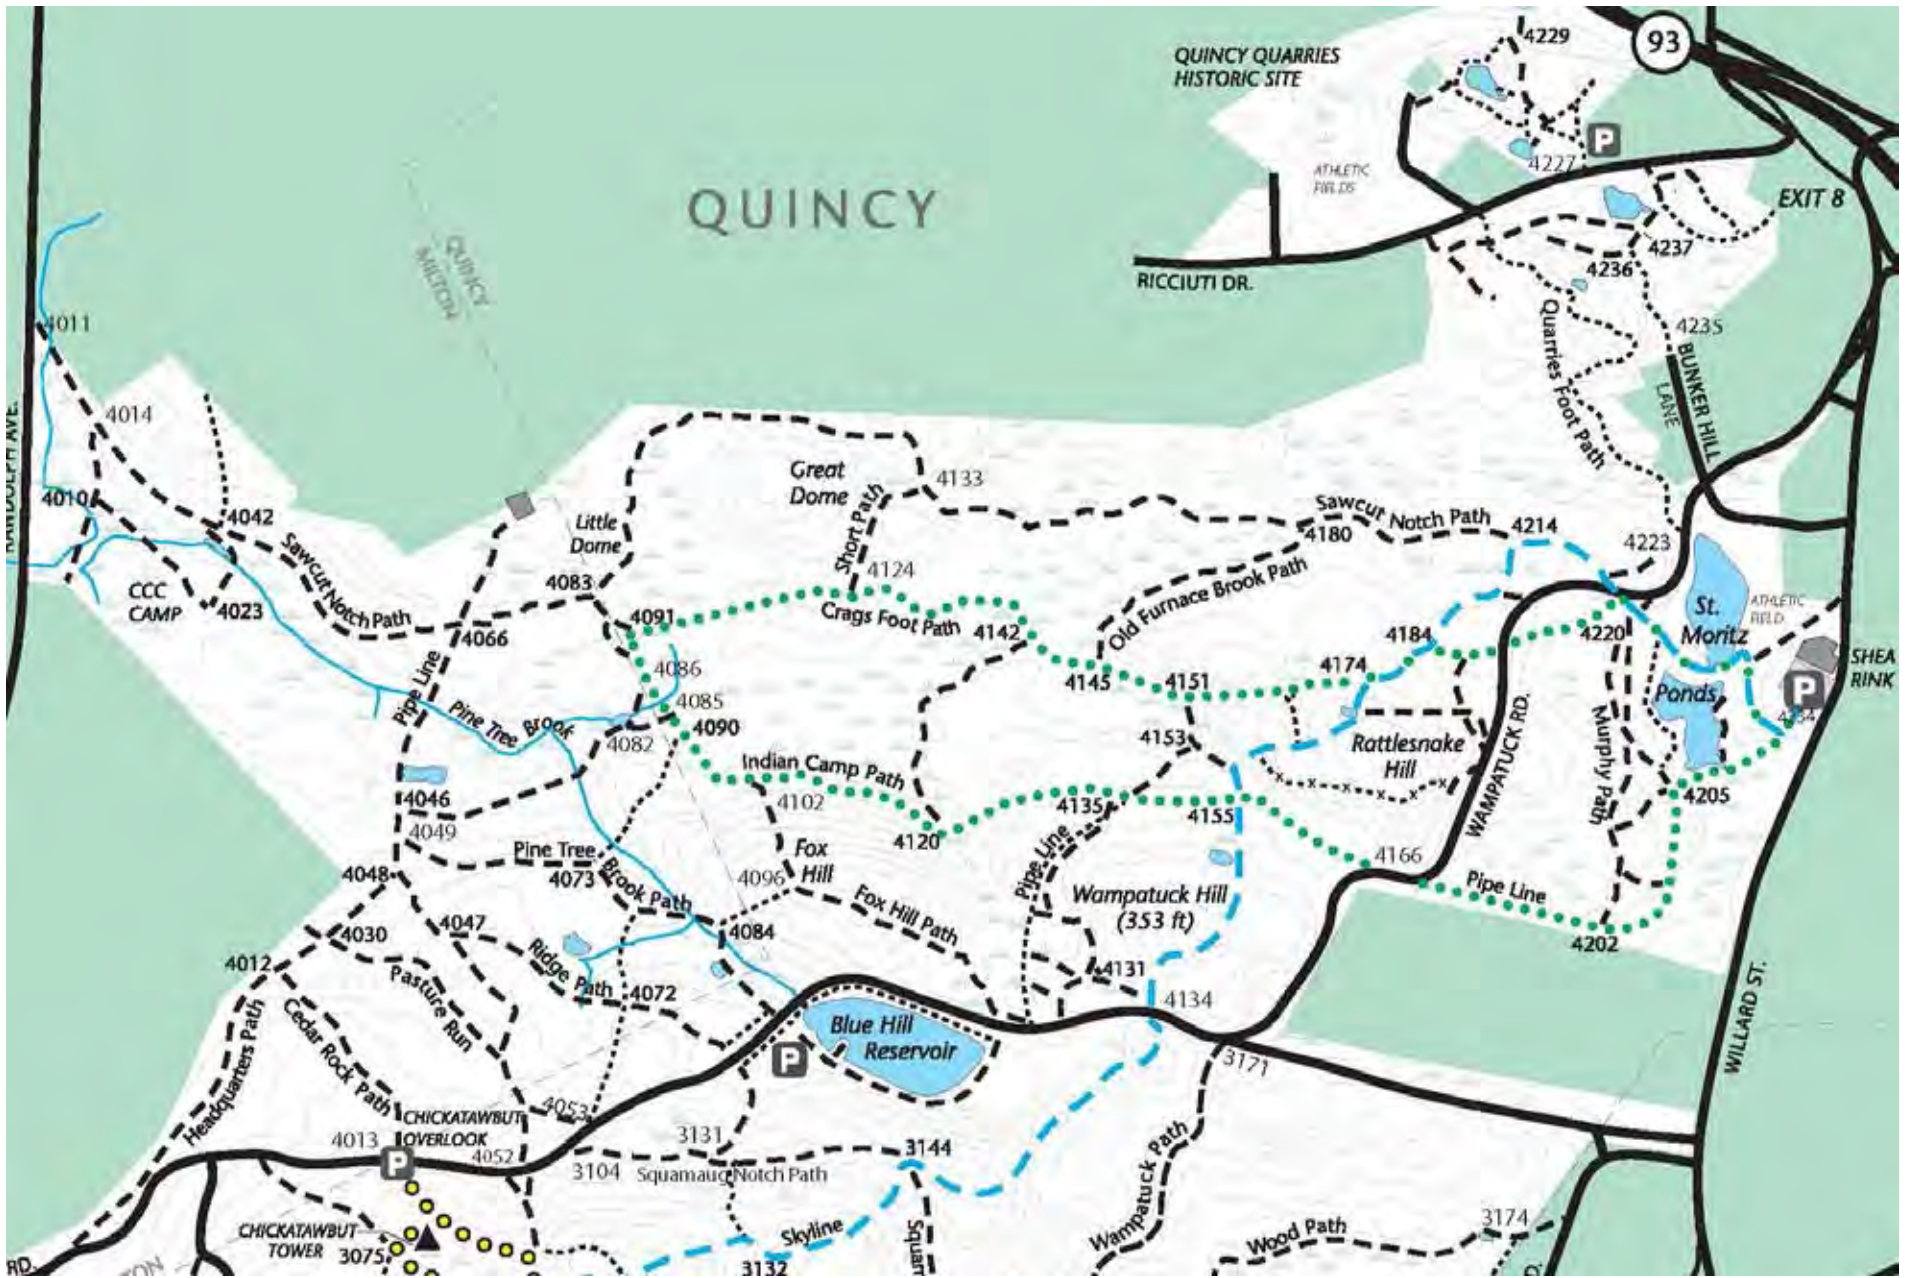 4229
93
QUINCY QUARRIES
HISTORIC SITE
P
4227
ATHLETIC
FIELDS
EXIT 8
QUINCY
4237
4236
QUINCY
MILTON
RICCIUTI DR.
4011
4235
Quarries Foot Path
BUNKER HILL
LANE
4014
RANDOLPH AVE.
Great
Dome
4133
4010
4042
Little
Dome
Short Path
Sawcut Notch Path
4214
4180
4223
Sawcut Notch Path
4083
4124
CCC
CAMP
4023
Old Furnace Brook Path
St.
Moritz
ATHLETIC
FIELD
4091
Crags Foot Path
4142
4066
4184
4220
SHEA
RINK
4086
4174
4145
4151
Pipe Line
4085
Ponds
P
Pine Tree Brook
4090
4082
4153
Rattlesnake
Hill
WAMPATUCK RD.
Murphy Path
Indian Camp Path
4046
4102
4135
4155
4205
4049
4120
Pine Tree
Brook Path
Fox
Hill
4166
4048
4073
4096
Pipe Line
Wampatuck Hill
(353 ft)
Pipe Line
Fox Hill Path
4047
4030
4084
4202
4012
Ridge Path
Pasture Run
4131
4072
4134
WILLARD ST.
Cedar Rock Path
Headquarters Path
Blue Hill
Reservoir
P
3171
4053
CHICKATAWBUT
OVERLOOK
4013
3131
P
4052
3104
3144
Squamaug Notch Path
Wampatuck Path
CHICKATAWBUT
TOWER
3075
Skyline
Squam
Wood Path
3174
3132
RD.
TON
D.